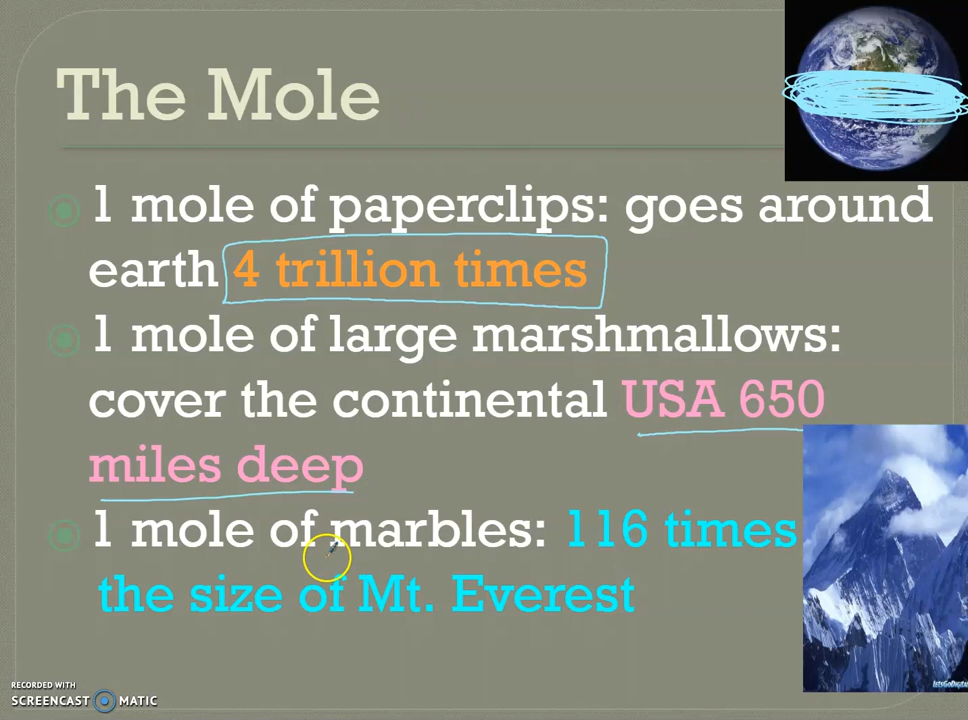 The Mole
1 mole of paperclips: goes around
earth 4 trillion times
1 mole of large marshmallows:
cover the continental USA 650
miles deep
1 mole of marbles: 116 times
the size of Mt. Everest
RECORDED WITH
SCREENCAST MATIC